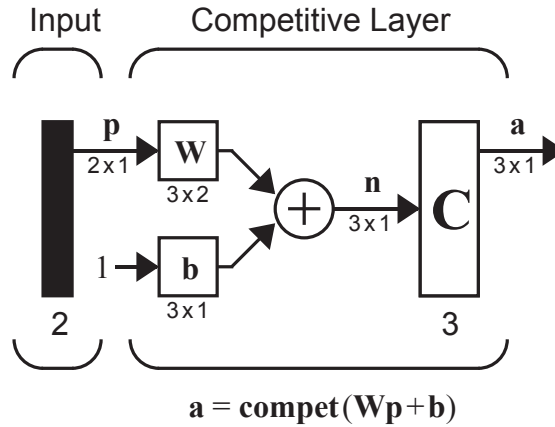 Input Competitive Layer
p W n a
2x1 3x2 3x1 C 3x1
1 b
3x1
2 3
a = compet(Wp+b)